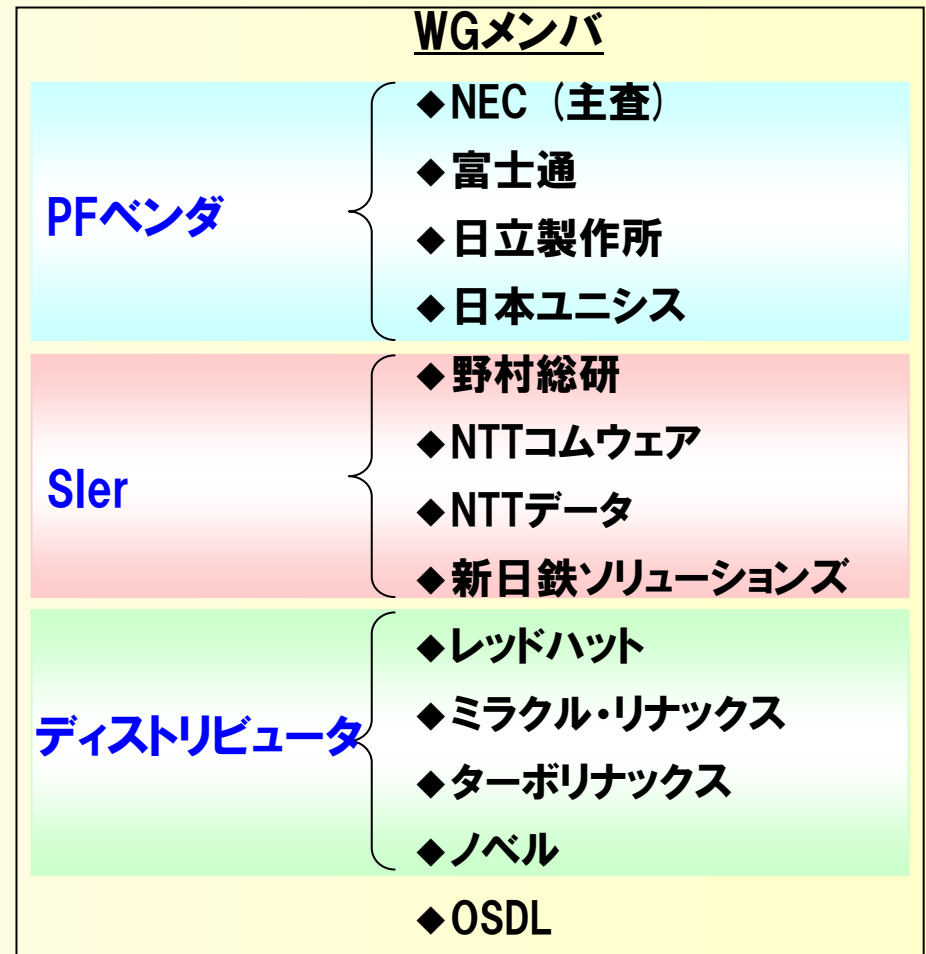 WGメンバ
PFベンダ
◆NEC (主査)
◆富士通
◆日立製作所
◆日本ユニシス
SIer
◆野村総研
◆NTTコムウェア
◆NTTデータ
◆新日鉄ソリューションズ
ディストリビュータ
◆レッドハット
◆ミラクル・リナックス
◆ターボリナックス
◆ノベル
◆OSDL